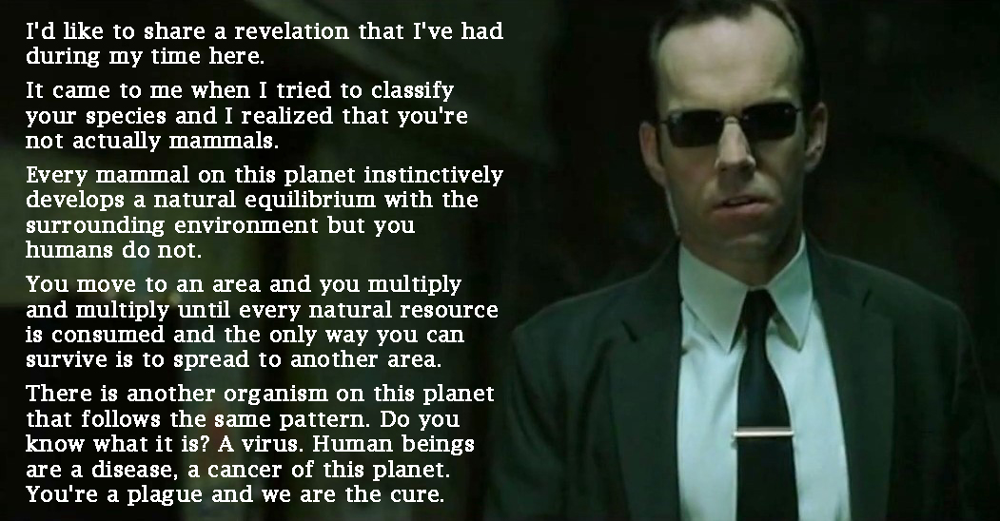 I'd like to share a revelation that I've had
during my time here.
It came to me when I tried to classify
your species and I realized that you're
not actually mammals.
Every mammal on this planet instinctively
develops a natural equilibrium with the
surrounding environment but you
humans do not.
You move to an area and you multiply
and multiply until every natural resource
is consumed and the only way you can
survive is to spread to another area.
There is another organism on this planet
that follows the same pattern. Do you
know what it is? A virus. Human beings
are a disease, a cancer of this planet.
You're a plague and we are the cure.